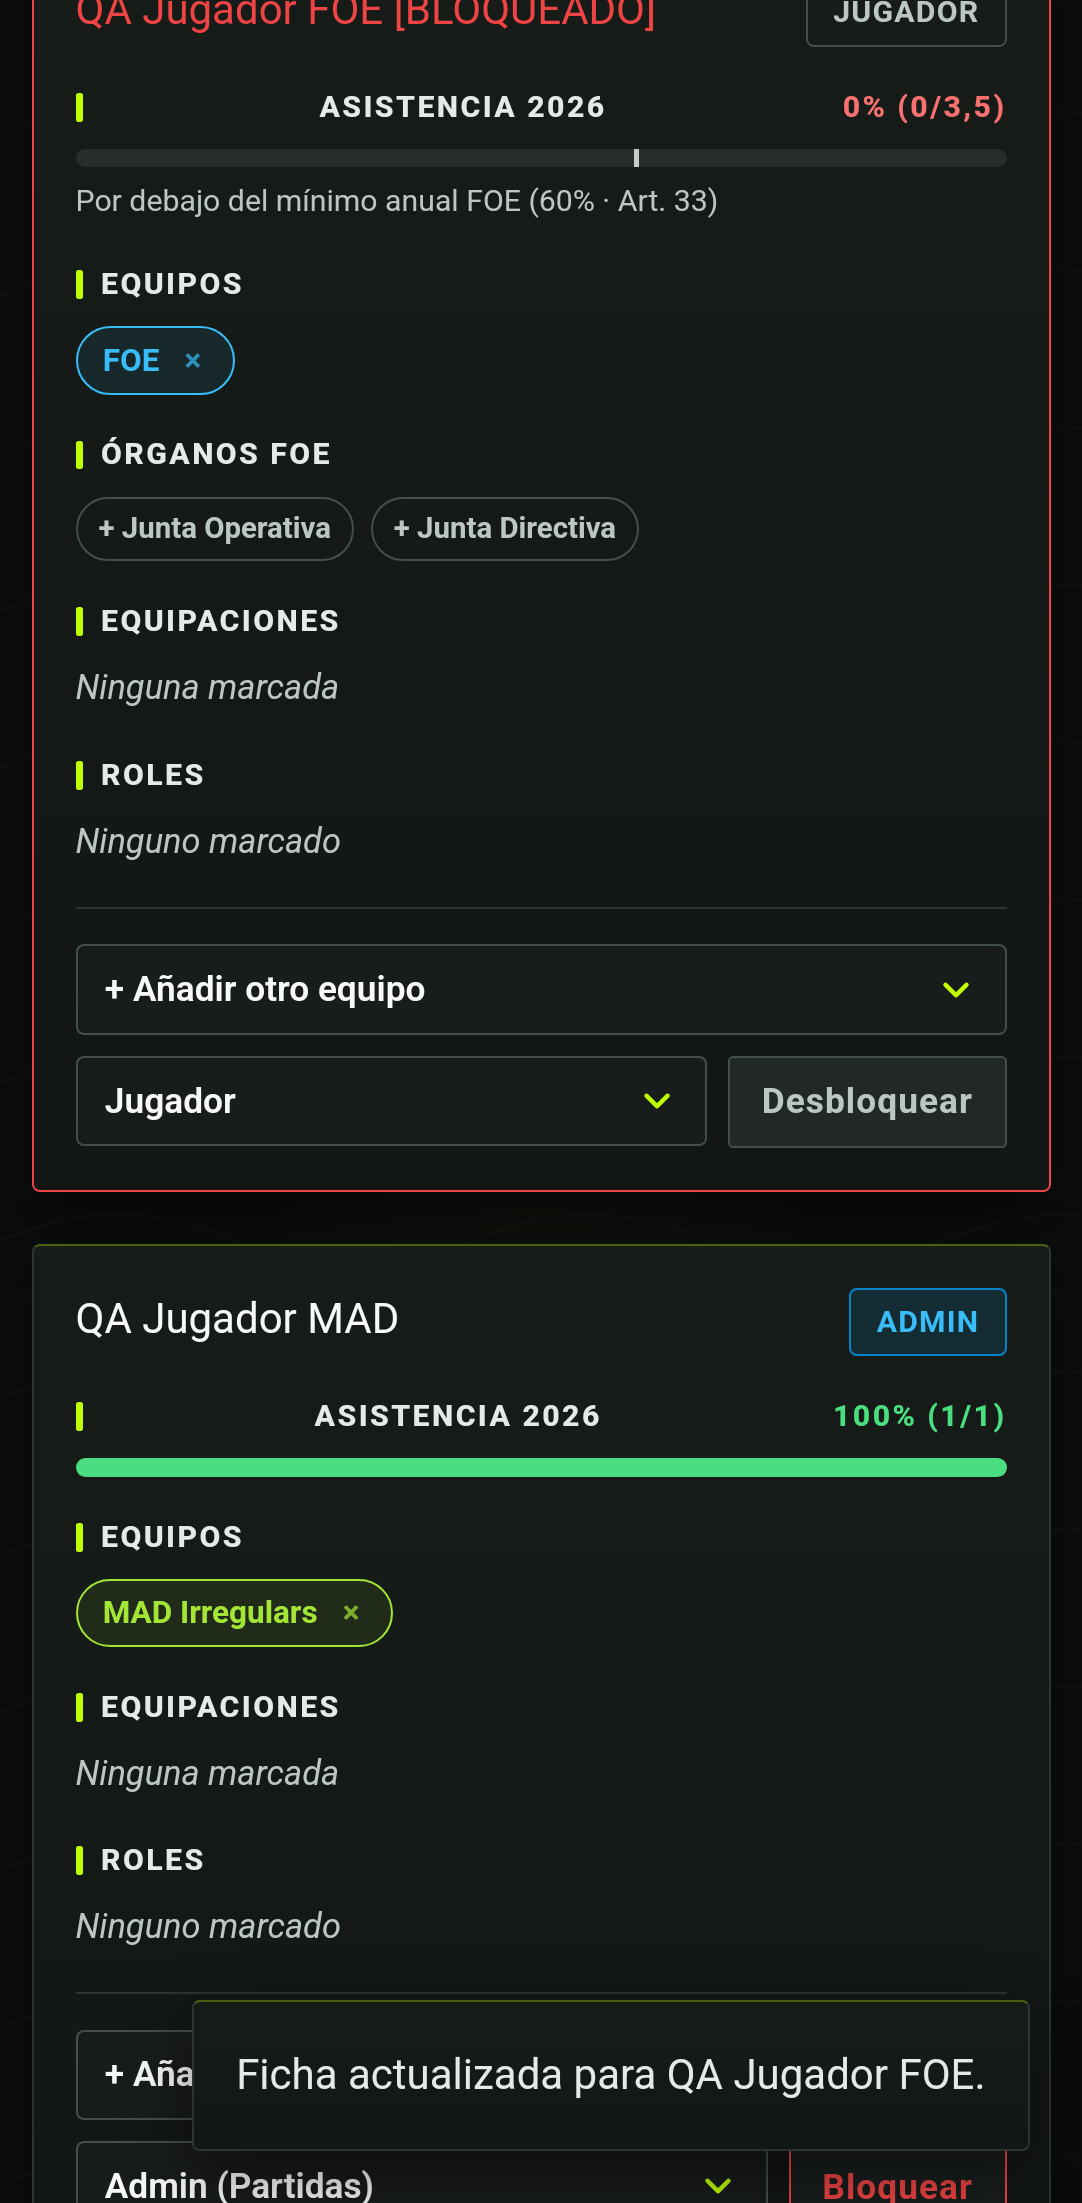 QA Jugador FOE [BLOQUEADO]
JUGADOR
ASISTENCIA 2026
0% (0/3,5)
Por debajo del mínimo anual FOE (60% · Art. 33)
EQUIPOS
FOE ×
ÓRGANOS FOE
+ Junta Operativa
+ Junta Directiva
EQUIPACIONES
Ninguna marcada
ROLES
Ninguno marcado
+ Añadir otro equipo
Jugador
Desbloquear
QA Jugador MAD
ADMIN
ASISTENCIA 2026
100% (1/1)
EQUIPOS
MAD Irregulars ×
EQUIPACIONES
Ninguna marcada
ROLES
Ninguno marcado
+ Aña
Ficha actualizada para QA Jugador FOE.
Admin (Partidas)
Bloquear